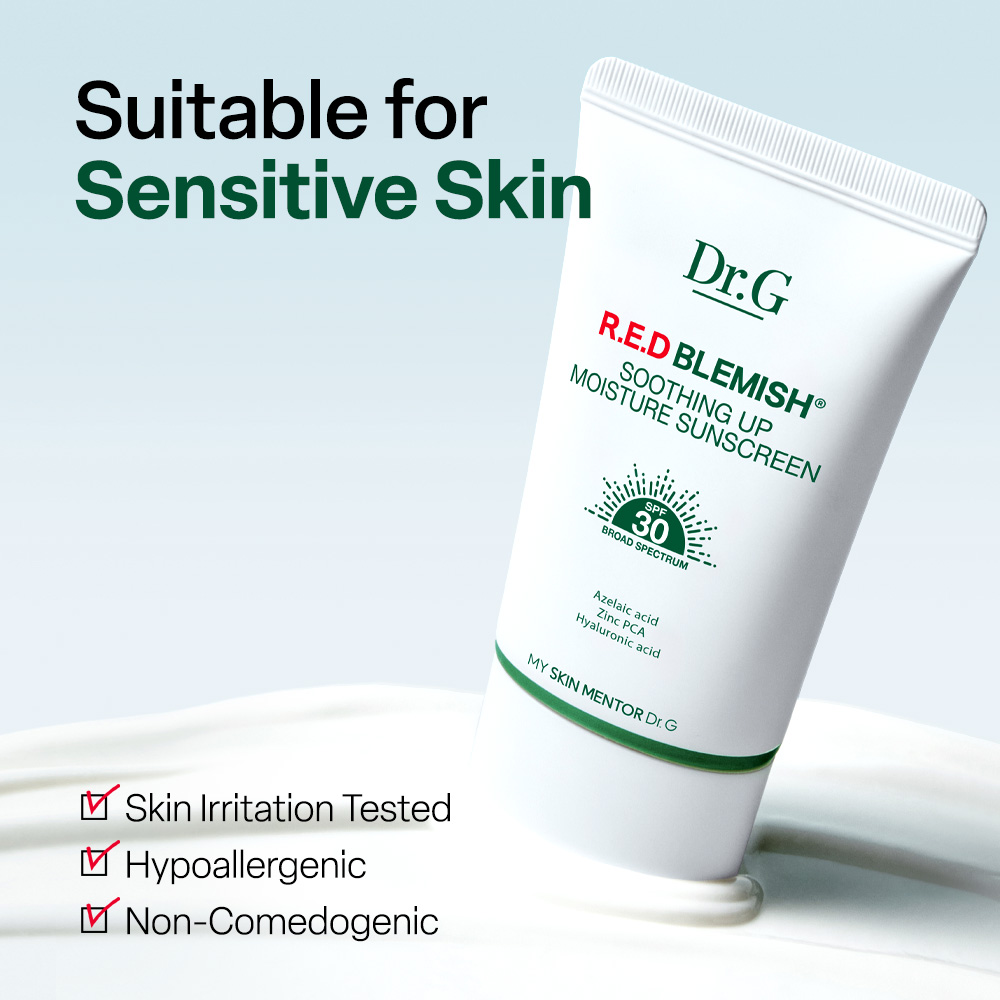 Suitable for
Sensitive Skin
Dr.G
R.E.D BLEMISH®
SOOTHING UP
MOISTURE SUNSCREEN
SPF
30
BROAD SPECTRUM
Azelaic acid
Zinc PCA
Hyaluronic acid
MY SKIN MENTOR Dr.G
Skin Irritation Tested
Hypoallergenic
Non-Comedogenic